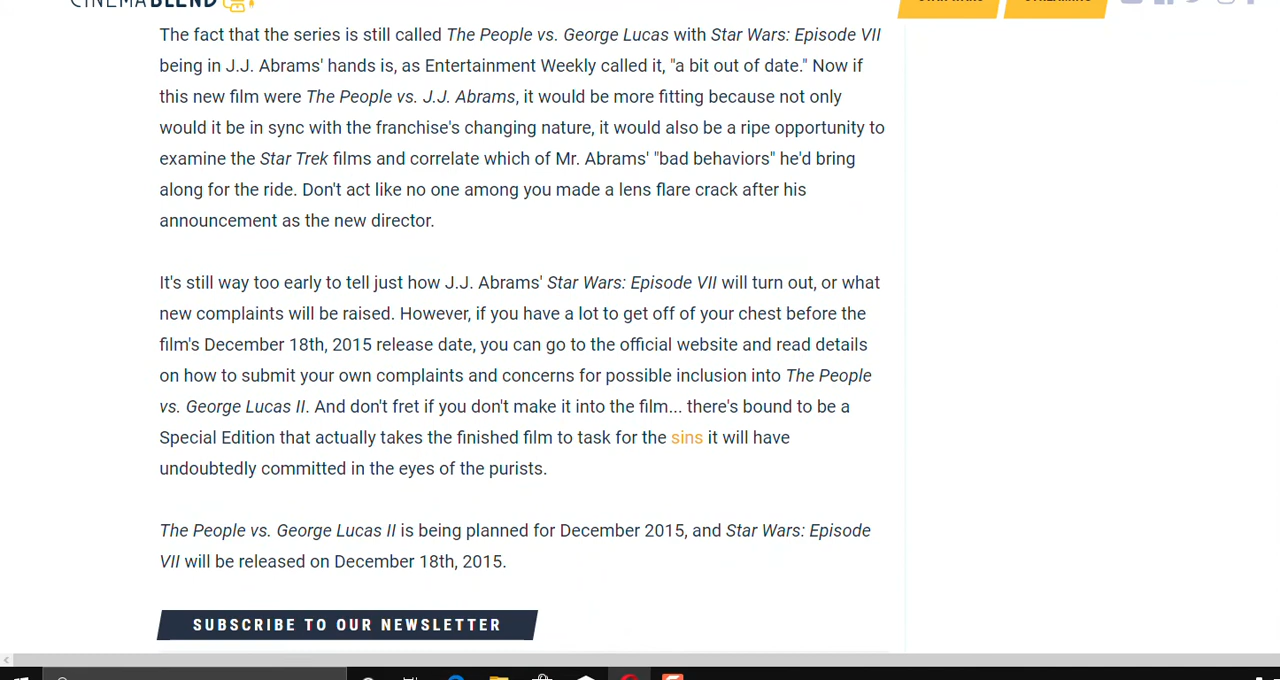 CINEMABLEND
The fact that the series is still called The People vs. George Lucas with Star Wars: Episode VII
being in J.J. Abrams' hands is, as Entertainment Weekly called it, "a bit out of date." Now if
this new film were The People vs. J.J. Abrams, it would be more fitting because not only
would it be in sync with the franchise's changing nature, it would also be a ripe opportunity to
examine the Star Trek films and correlate which of Mr. Abrams' "bad behaviors" he'd bring
along for the ride. Don't act like no one among you made a lens flare crack after his
announcement as the new director.
It's still way too early to tell just how J.J. Abrams' Star Wars: Episode VII will turn out, or what
new complaints will be raised. However, if you have a lot to get off of your chest before the
film's December 18th, 2015 release date, you can go to the official website and read details
on how to submit your own complaints and concerns for possible inclusion into The People
vs. George Lucas II. And don't fret if you don't make it into the film... there's bound to be a
Special Edition that actually takes the finished film to task for the sins it will have
undoubtedly committed in the eyes of the purists.
The People vs. George Lucas II is being planned for December 2015, and Star Wars: Episode
VII will be released on December 18th, 2015.
SUBSCRIBE TO OUR NEWSLETTER